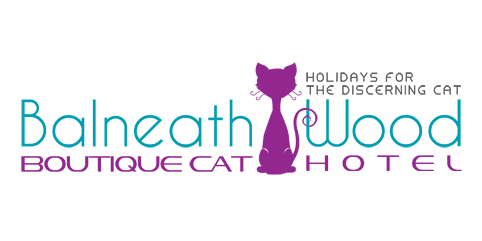 HOLIDAYS FOR
THE DISCERNING CAT
Balneath Wood
BOUTIQUE CAT HOTEL